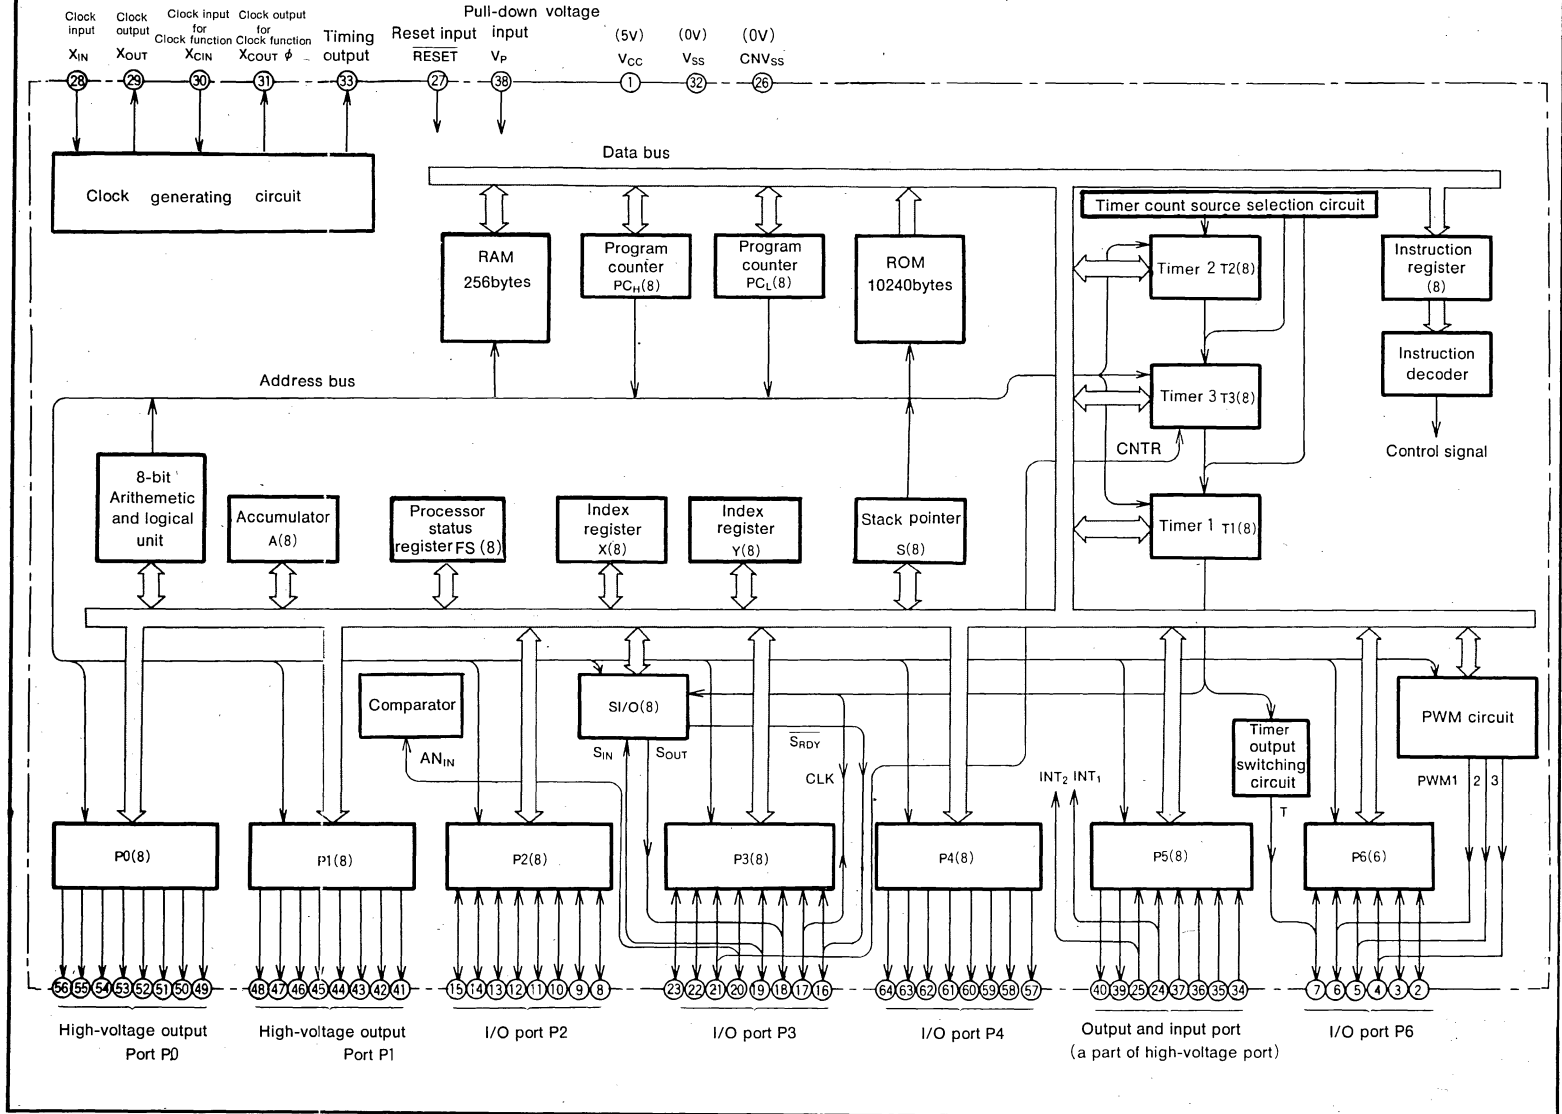 Clock input
XIN
28
Clock output
XOUT
29
Clock input for Clock function
XCIN
30
Clock output for Clock function
XCOUT φ
31
Timing output
33
Reset input
RESET
27
Pull-down voltage input
VP
38
(5V)
VCC
1
(0V)
VSS
32
(0V)
CNVSS
26
Clock generating circuit
Data bus
RAM
256bytes
Program counter
PCH(8)
Program counter
PCL(8)
ROM
10240bytes
Timer count source selection circuit
Timer 2 T2(8)
Timer 3 T3(8)
CNTR
Timer 1 T1(8)
Instruction register
(8)
Instruction decoder
Control signal
Address bus
8-bit
Arithemetic
and logical
unit
Accumulator
A(8)
Processor
status
register FS (8)
Index
register
X(8)
Index
register
Y(8)
Stack pointer
S(8)
Comparator
ANIN
SI/O(8)
SIN
SOUT
SRDY
CLK
INT2 INT1
Timer
output
switching
circuit
T
PWM circuit
PWM1 2 3
P0(8)
P1(8)
P2(8)
P3(8)
P4(8)
P5(8)
P6(6)
56 55 54 53 52 51 50 49
48 47 46 45 44 43 42 41
15 14 13 12 11 10 9 8
23 22 21 20 19 18 17 16
64 63 62 61 60 59 58 57
40 39 25 24 37 36 35 34
7 6 5 4 3 2
High-voltage output
Port P0
High-voltage output
Port P1
I/O port P2
I/O port P3
I/O port P4
Output and input port
(a part of high-voltage port)
I/O port P6